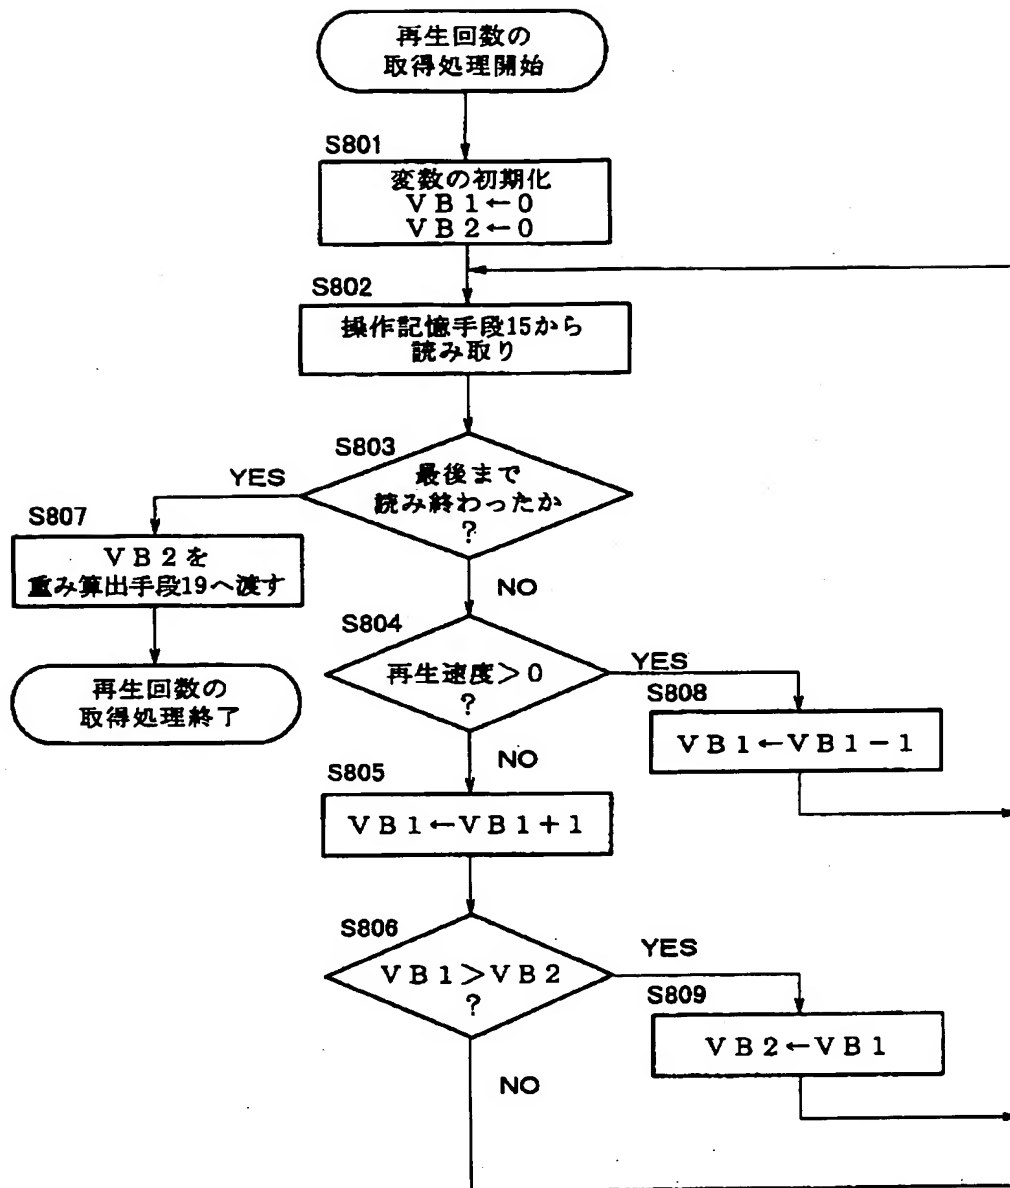 再生回数の
取得処理開始
S801
変数の初期化
ＶＢ１←０
ＶＢ２←０
S802
操作記憶手段15から
読み取り
S803
最後まで
読み終わったか
？
YES
NO
S807
ＶＢ２を
重み算出手段19へ渡す
再生回数の
取得処理終了
S804
再生速度＞０
？
YES
NO
S808
ＶＢ１←ＶＢ１－１
S805
ＶＢ１←ＶＢ１＋１
S806
ＶＢ１＞ＶＢ２
？
YES
NO
S809
ＶＢ２←ＶＢ１